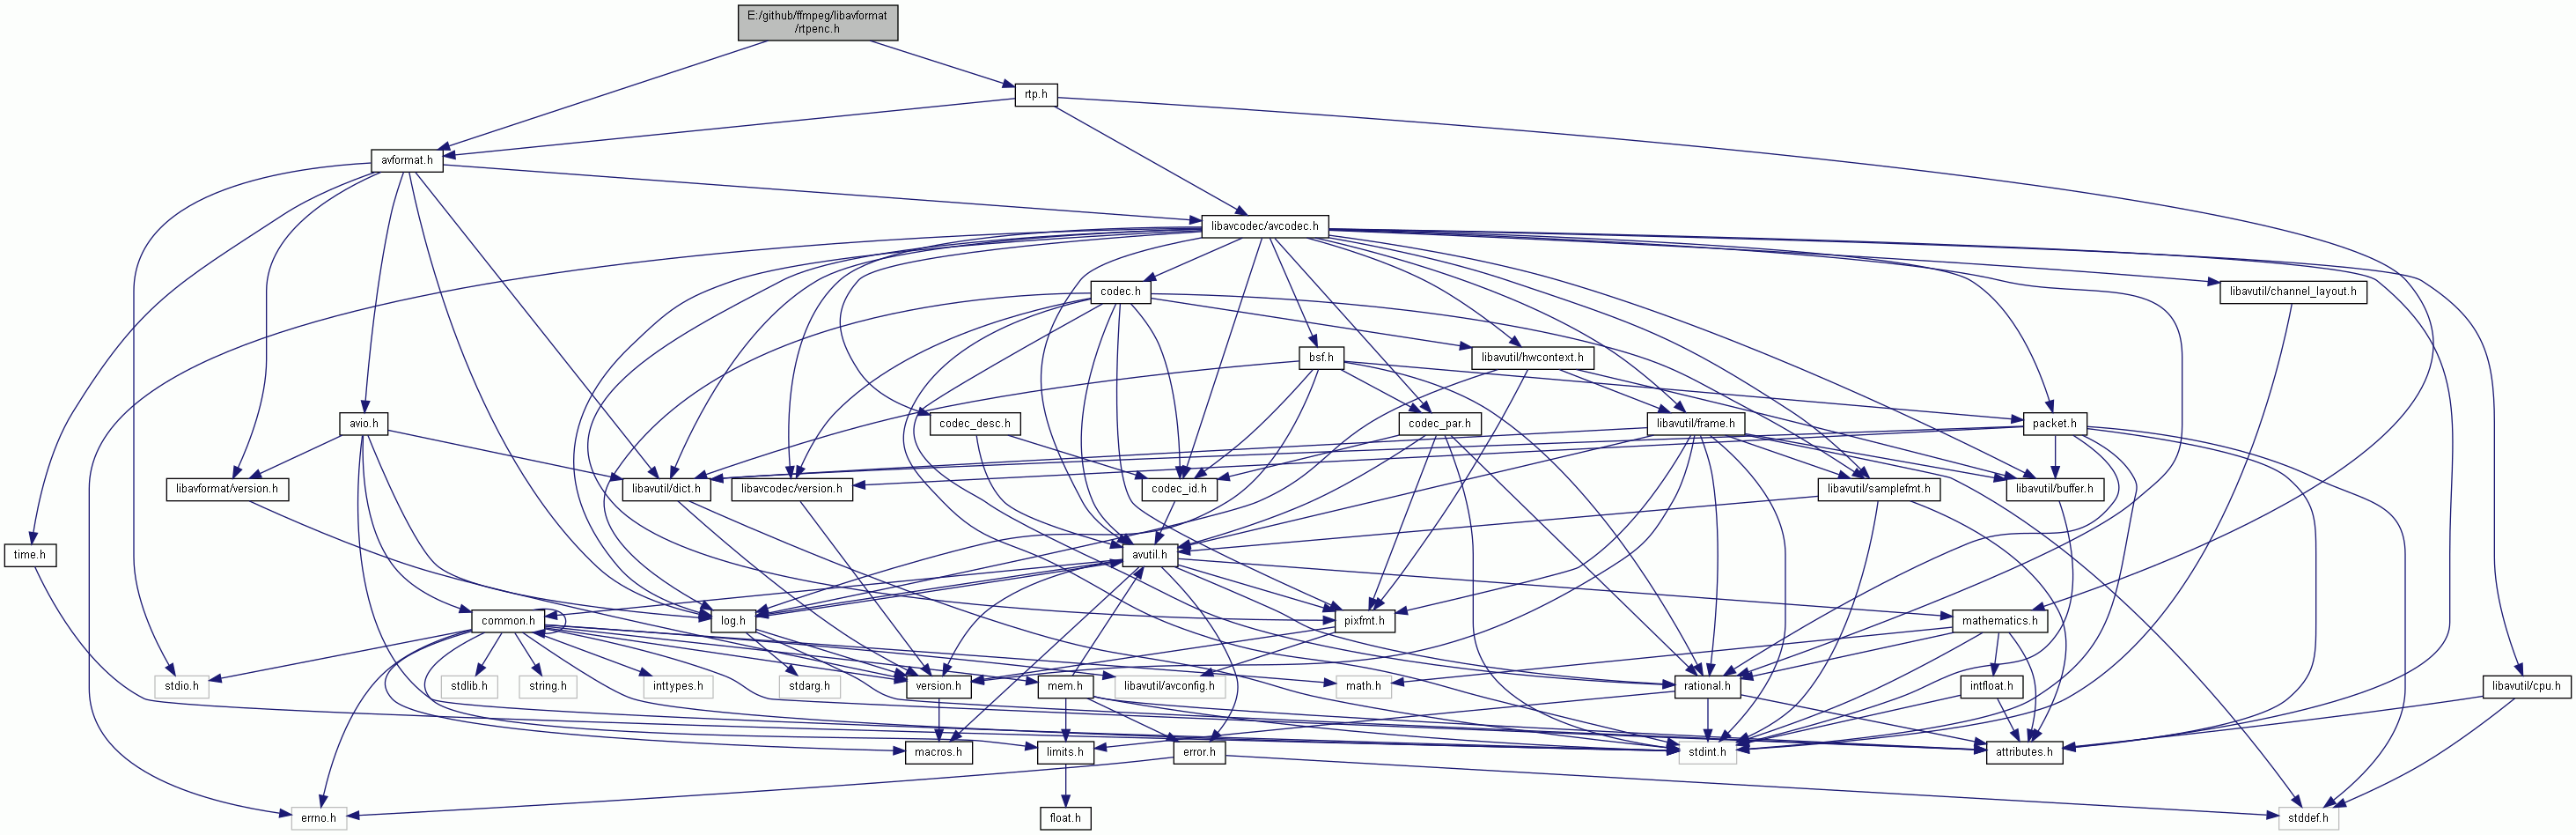 E:/github/ffmpeg/libavformat
/rtpenc.h
rtp.h
avformat.h
libavcodec/avcodec.h
codec.h
libavutil/channel_layout.h
bsf.h
libavutil/hwcontext.h
avio.h
codec_desc.h
codec_par.h
libavutil/frame.h
packet.h
libavformat/version.h
libavutil/dict.h
libavcodec/version.h
codec_id.h
libavutil/samplefmt.h
libavutil/buffer.h
time.h
avutil.h
common.h
log.h
pixfmt.h
mathematics.h
stdio.h
stdlib.h
string.h
inttypes.h
stdarg.h
version.h
mem.h
libavutil/avconfig.h
math.h
rational.h
intfloat.h
libavutil/cpu.h
macros.h
limits.h
error.h
stdint.h
attributes.h
errno.h
float.h
stddef.h